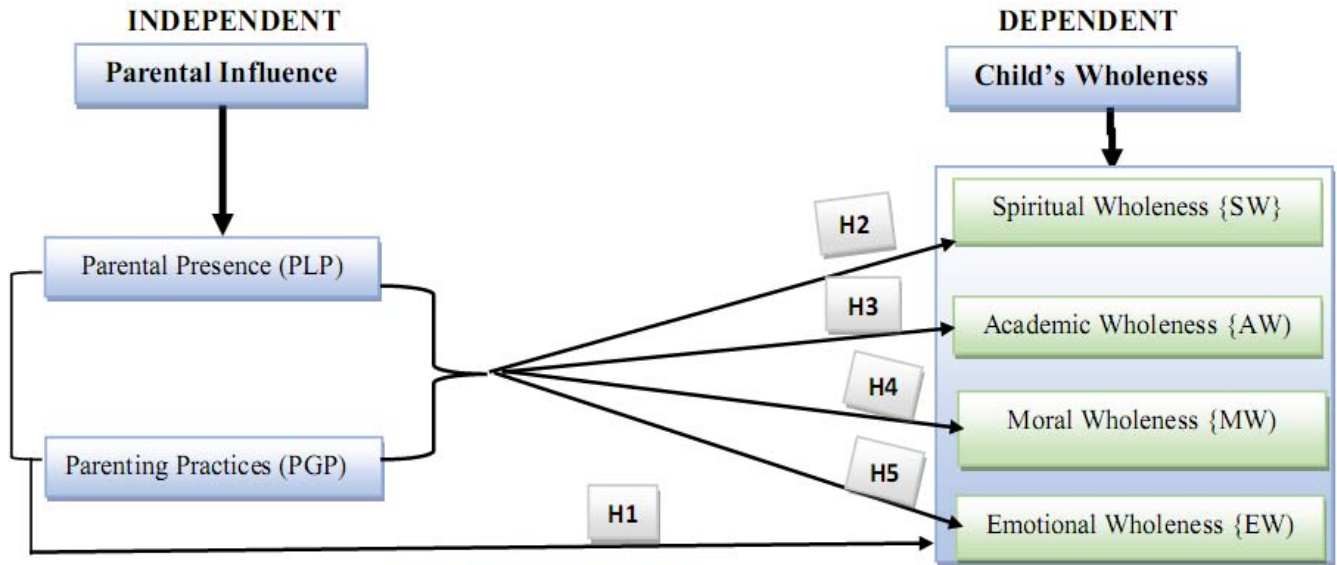 INDEPENDENT
Parental Influence
DEPENDENT
Child's Wholeness
Parental Presence (PLP)
Parenting Practices (PGP)
H2
H3
H4
H5
H1
Spiritual Wholeness {SW}
Academic Wholeness {AW)
Moral Wholeness {MW)
Emotional Wholeness {EW)